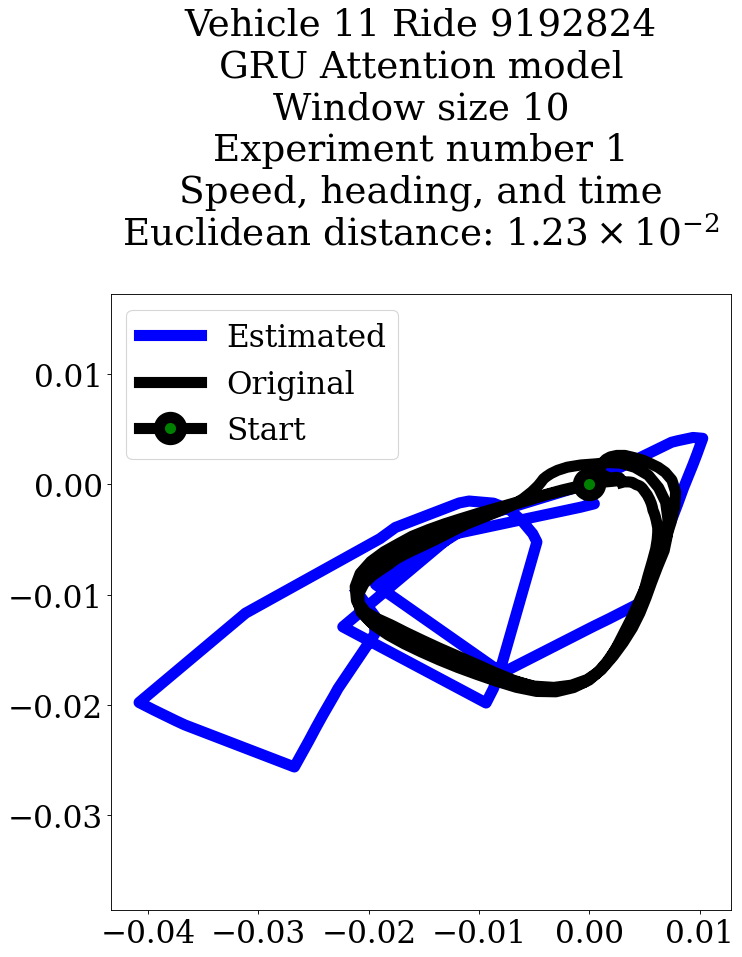 Vehicle 11 Ride 9192824
GRU Attention model
Window size 10
Experiment number 1
Speed, heading, and time
Euclidean distance: 1.23 × 10⁻²
Estimated
Original
Start
0.01
0.00
−0.01
−0.02
−0.03
−0.04 −0.03 −0.02 −0.01 0.00 0.01